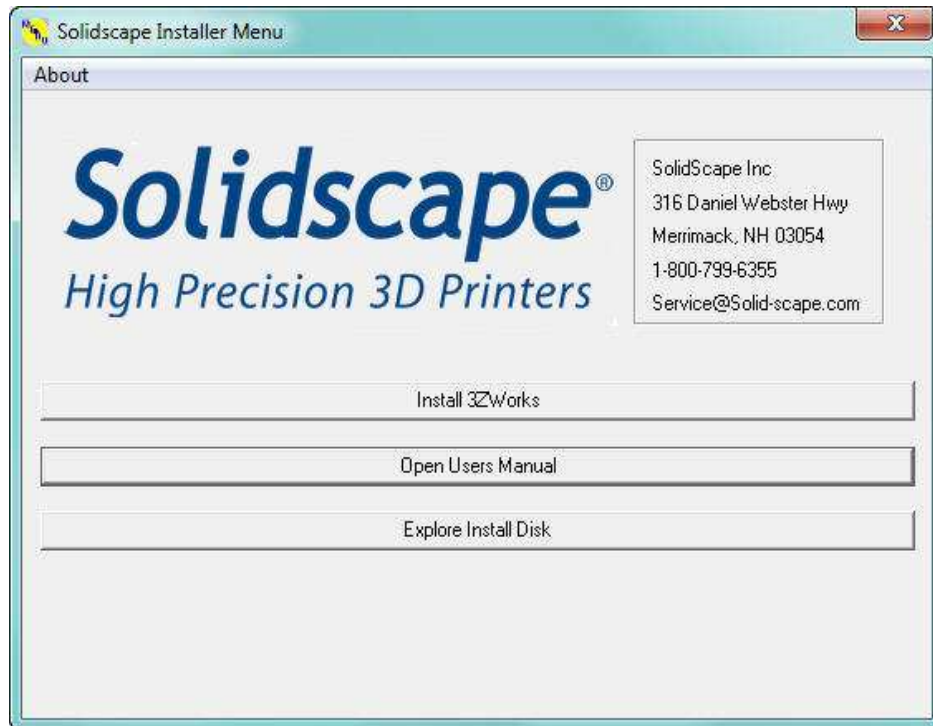 Solidscape Installer Menu
About
Solidscape®
High Precision 3D Printers
SolidScape Inc
316 Daniel Webster Hwy
Merrimack, NH 03054
1-800-799-6355
Service@Solid-scape.com
Install 3ZWorks
Open Users Manual
Explore Install Disk